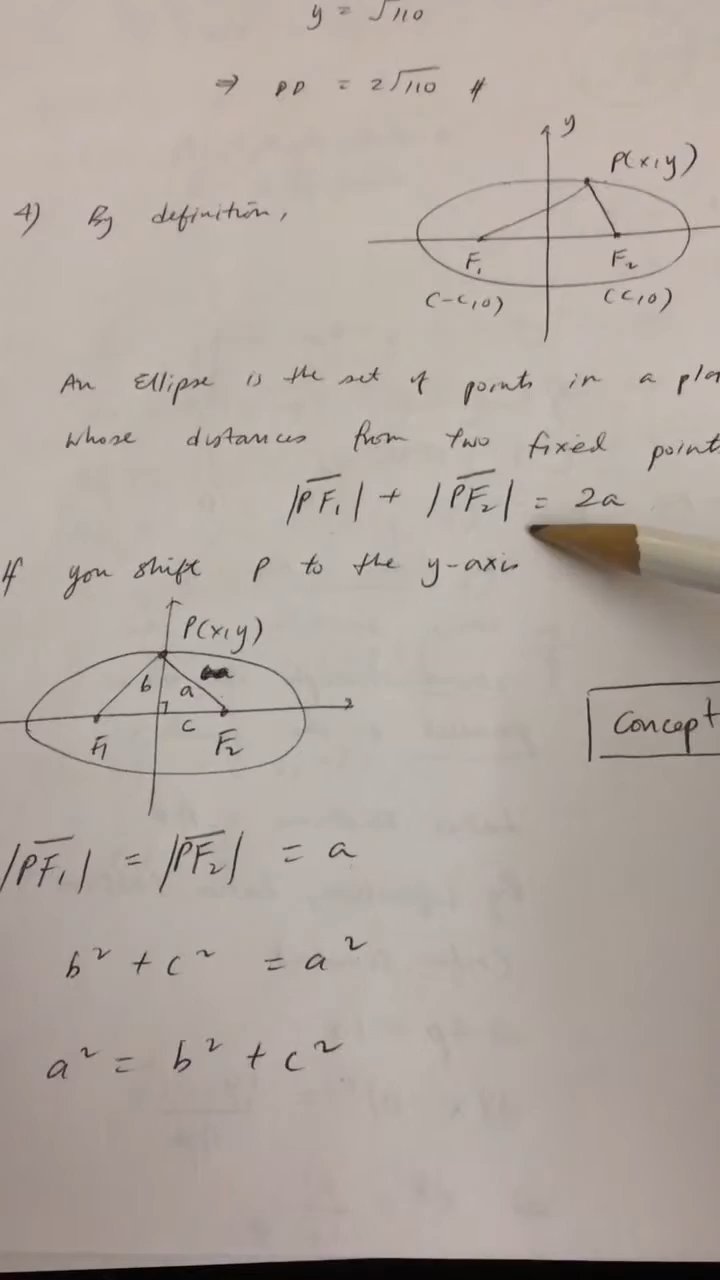 y = √110
⇒ PP = 2√110 #
y
P(x,y)
4) By definition,
F₁ F₂
(-c,0) (c,0)
An Ellipse is the set of points in a pla
whose distances from two fixed point
|PF₁| + |PF₂| = 2a
If you shift P to the y-axis
P(x,y)
b a
c
F₁ F₂
Concept
|PF₁| = |PF₂| = a
b² + c² = a²
a² = b² + c²